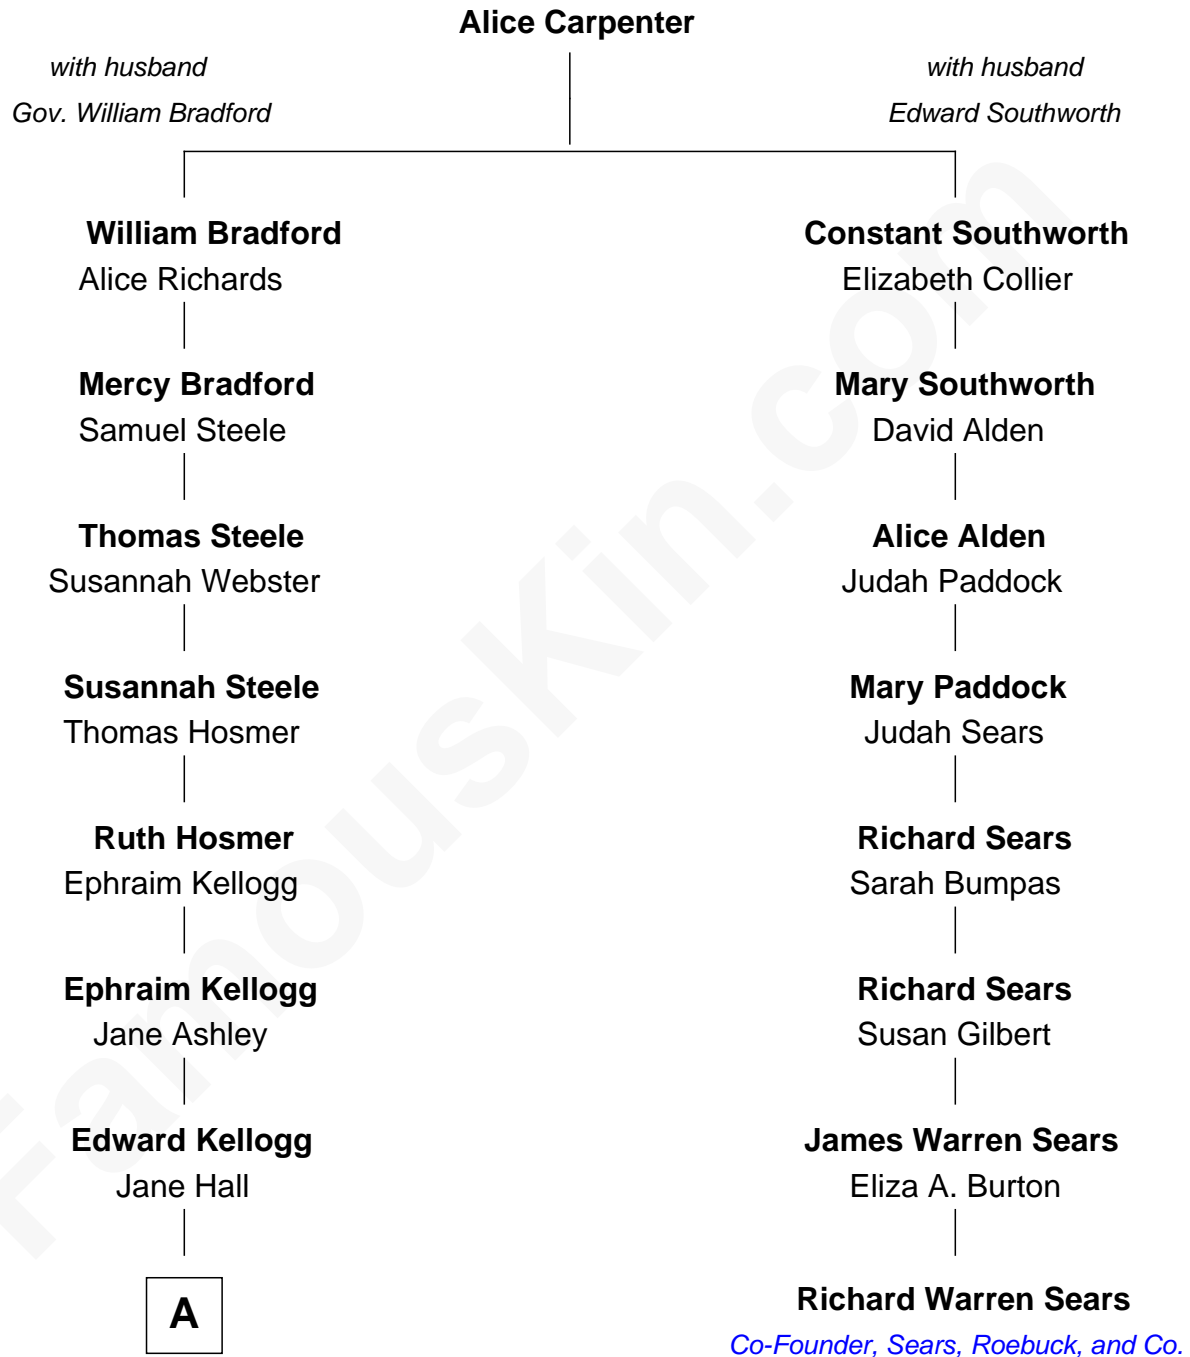 Alice Carpenter
with husband
Gov. William Bradford
with husband
Edward Southworth
William Bradford
Alice Richards
Mercy Bradford
Samuel Steele
Thomas Steele
Susannah Webster
Susannah Steele
Thomas Hosmer
Ruth Hosmer
Ephraim Kellogg
Ephraim Kellogg
Jane Ashley
Edward Kellogg
Jane Hall
A
Constant Southworth
Elizabeth Collier
Mary Southworth
David Alden
Alice Alden
Judah Paddock
Mary Paddock
Judah Sears
Richard Sears
Sarah Bumpas
Richard Sears
Susan Gilbert
James Warren Sears
Eliza A. Burton
Richard Warren Sears
Co-Founder, Sears, Roebuck, and Co.
FamousKin.com